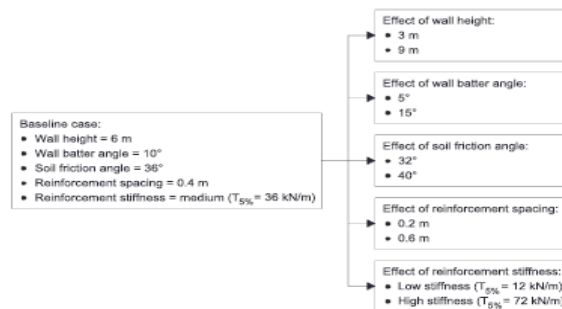 Baseline case:
• Wall height = 6 m
• Wall batter angle = 10°
• Soil friction angle = 36°
• Reinforcement spacing = 0.4 m
• Reinforcement stiffness = medium (T5% = 36 kN/m)
Effect of wall height:
• 3 m
• 9 m
Effect of wall batter angle:
• 5°
• 15°
Effect of soil friction angle:
• 32°
• 40°
Effect of reinforcement spacing:
• 0.2 m
• 0.6 m
Effect of reinforcement stiffness:
• Low stiffness (T5% = 12 kN/m)
• High stiffness (T5% = 72 kN/m)